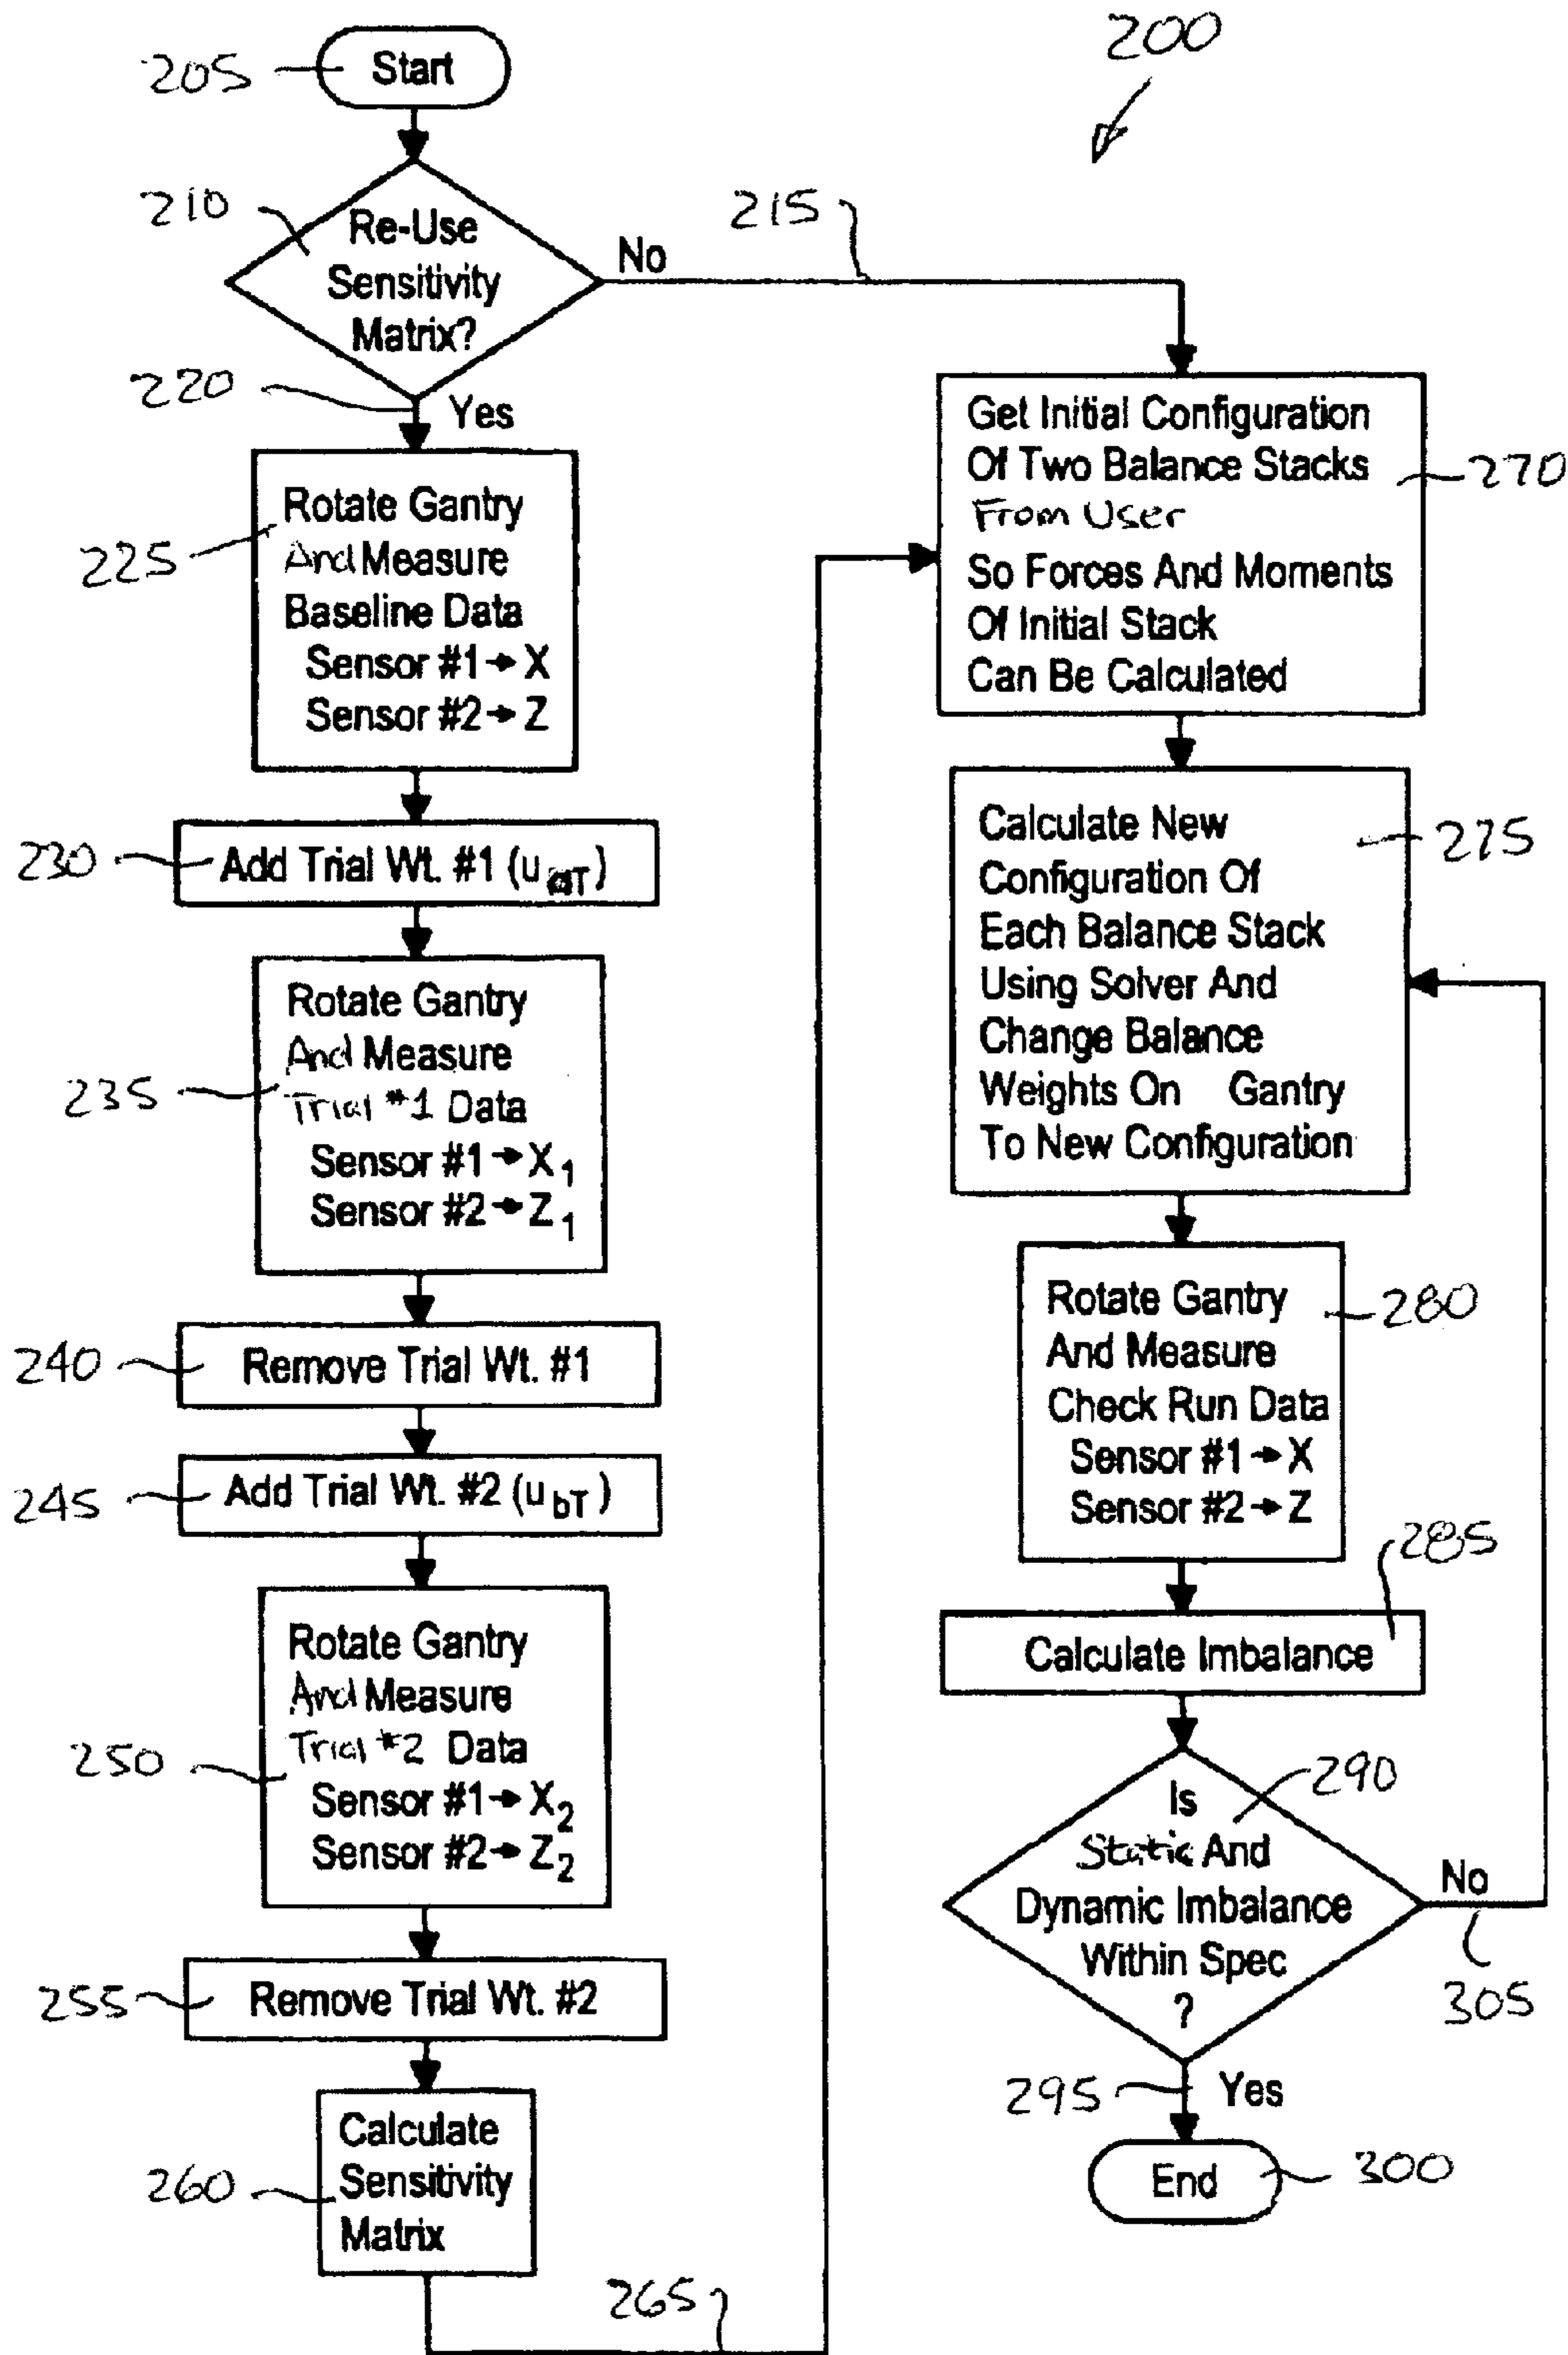 200
205
Start
210
Re-Use
Sensitivity
Matrix?
No
215
220
Yes
225
Rotate Gantry
And Measure
Baseline Data
Sensor #1→X
Sensor #2→Z
230
Add Trial Wt. #1 (u aT)
235
Rotate Gantry
And Measure
Trial #1 Data
Sensor #1→X1
Sensor #2→Z1
240
Remove Trial Wt. #1
245
Add Trial Wt. #2 (u bT)
250
Rotate Gantry
And Measure
Trial #2 Data
Sensor #1→X2
Sensor #2→Z2
255
Remove Trial Wt. #2
260
Calculate
Sensitivity
Matrix
265
Get Initial Configuration
Of Two Balance Stacks
From User
So Forces And Moments
Of Initial Stack
Can Be Calculated
270
Calculate New
Configuration Of
Each Balance Stack
Using Solver And
Change Balance
Weights On Gantry
To New Configuration
275
Rotate Gantry
And Measure
Check Run Data
Sensor #1→X
Sensor #2→Z
280
285
Calculate Imbalance
290
Is
Static And
Dynamic Imbalance
Within Spec
?
No
305
295
Yes
End
300